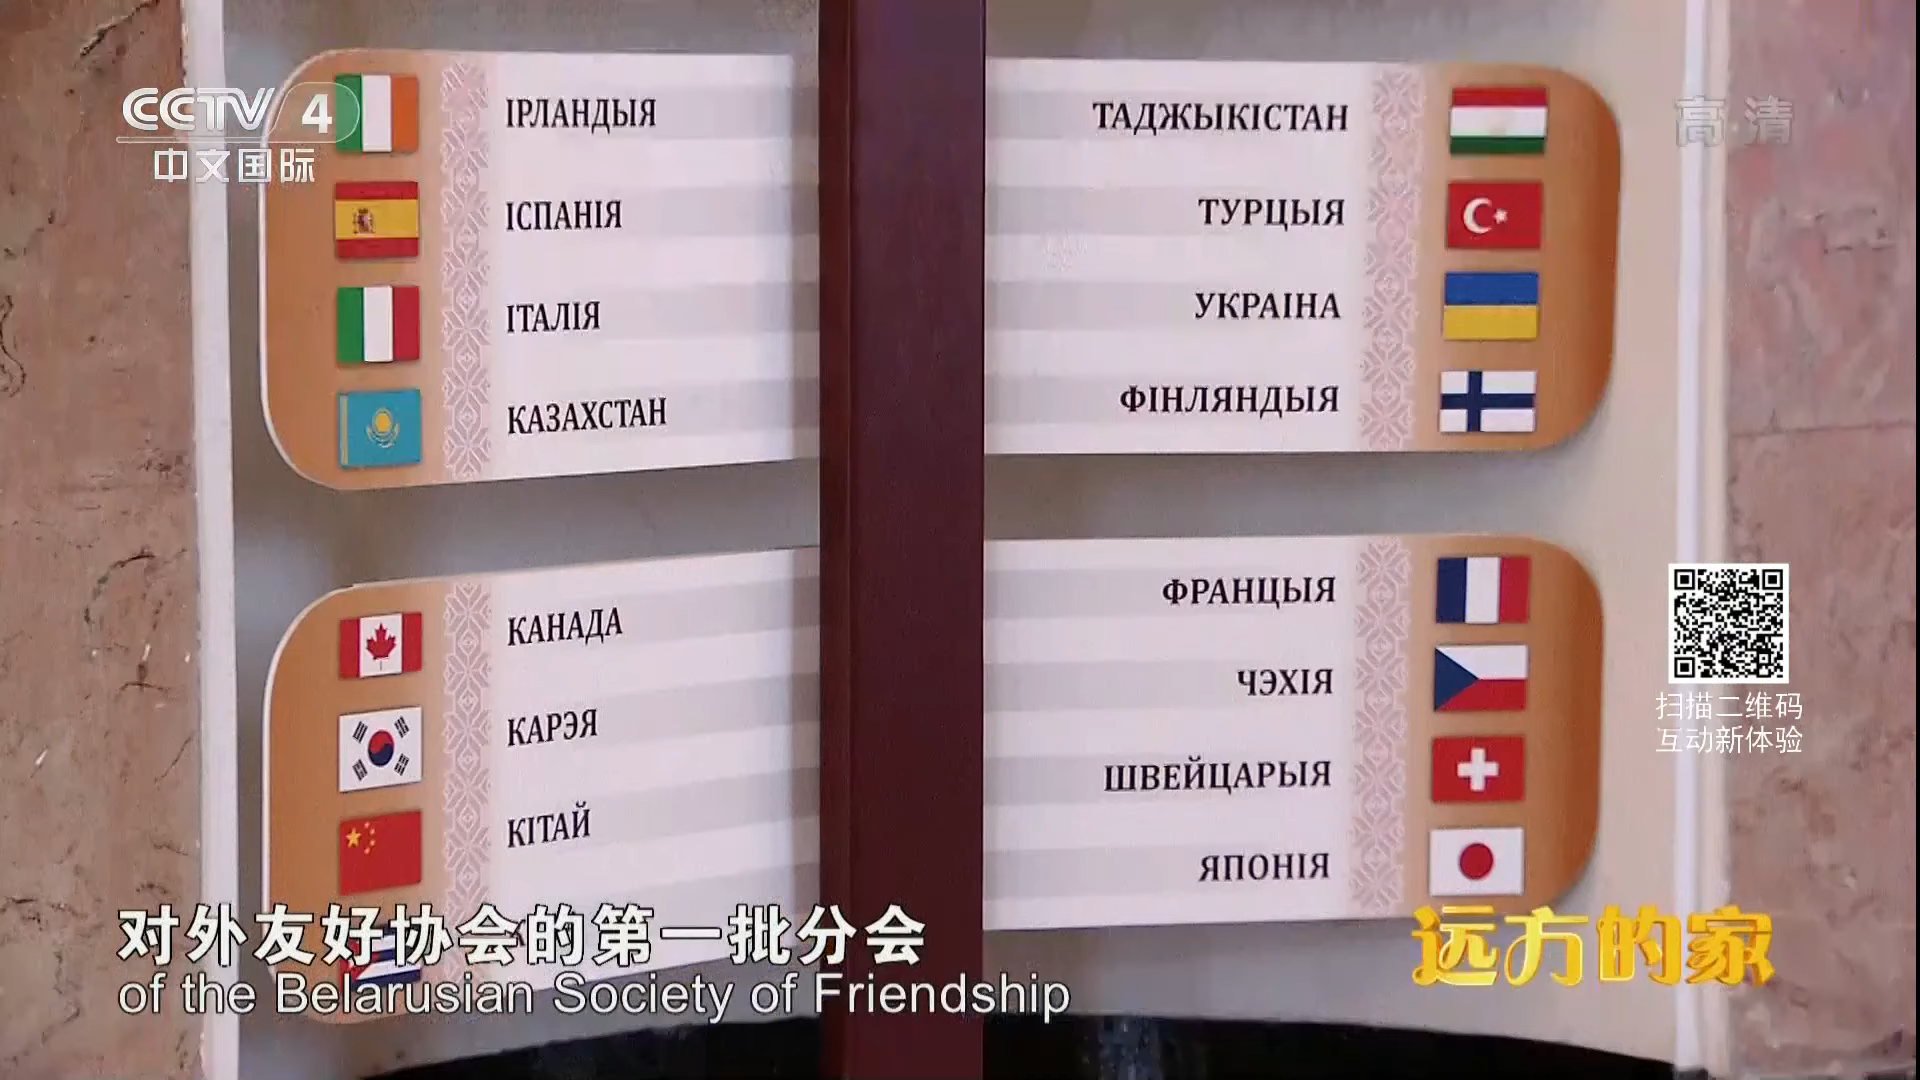 CCTV 4
中文国际
高清
ІРЛАНДЫЯ
ІСПАНІЯ
ІТАЛІЯ
КАЗАХСТАН
КАНАДА
КАРЭЯ
КІТАЙ
ТАДЖЫКІСТАН
ТУРЦЫЯ
УКРАІНА
ФІНЛЯНДЫЯ
ФРАНЦЫЯ
ЧЭХІЯ
ШВЕЙЦАРЫЯ
ЯПОНІЯ
扫描二维码
互动新体验
对外友好协会的第一批分会
of the Belarusian Society of Friendship
远方的家